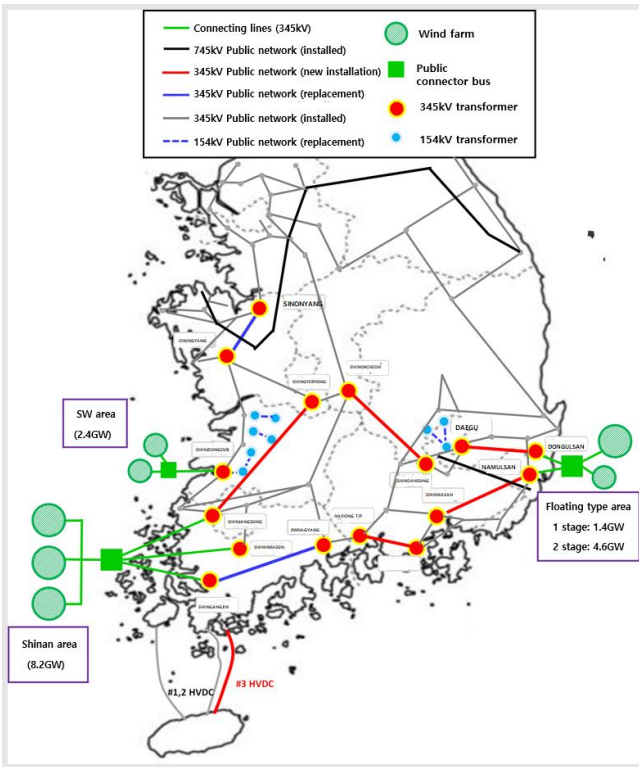 Connecting lines (345kV)
745kV Public network (installed)
345kV Public network (new installation)
345kV Public network (replacement)
345kV Public network (installed)
154kV Public network (replacement)
Wind farm
Public
connector bus
345kV transformer
154kV transformer
SINONYANG
SW area
(2.4GW)
DAEGU
DONGULSAN
NAMULSAN
SHINMASAN
KWANGYANG
HADONG T/P
Floating type area
1 stage: 1.4GW
2 stage: 4.6GW
Shinan area
(8.2GW)
#1,2 HVDC
#3 HVDC